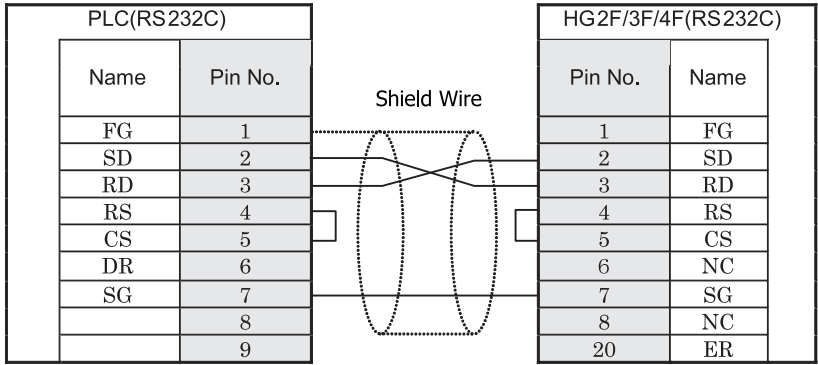 PLC(RS232C) HG2F/3F/4F(RS232C)
Name Pin No. Pin No. Name
Shield Wire
FG 1 1 FG
SD 2 2 SD
RD 3 3 RD
RS 4 4 RS
CS 5 5 CS
DR 6 6 NC
SG 7 7 SG
8 8 NC
9 20 ER